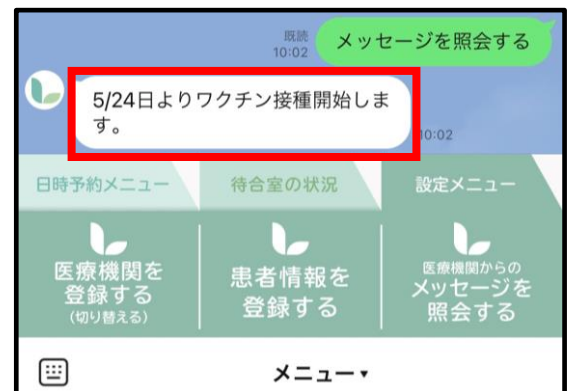 既読
10:02
メッセージを照会する
5/24日よりワクチン接種開始しま
す。
10:02
日時予約メニュー
待合室の状況
設定メニュー
医療機関を
登録する
(切り替える)
患者情報を
登録する
医療機関からの
メッセージを
照会する
メニュー▾